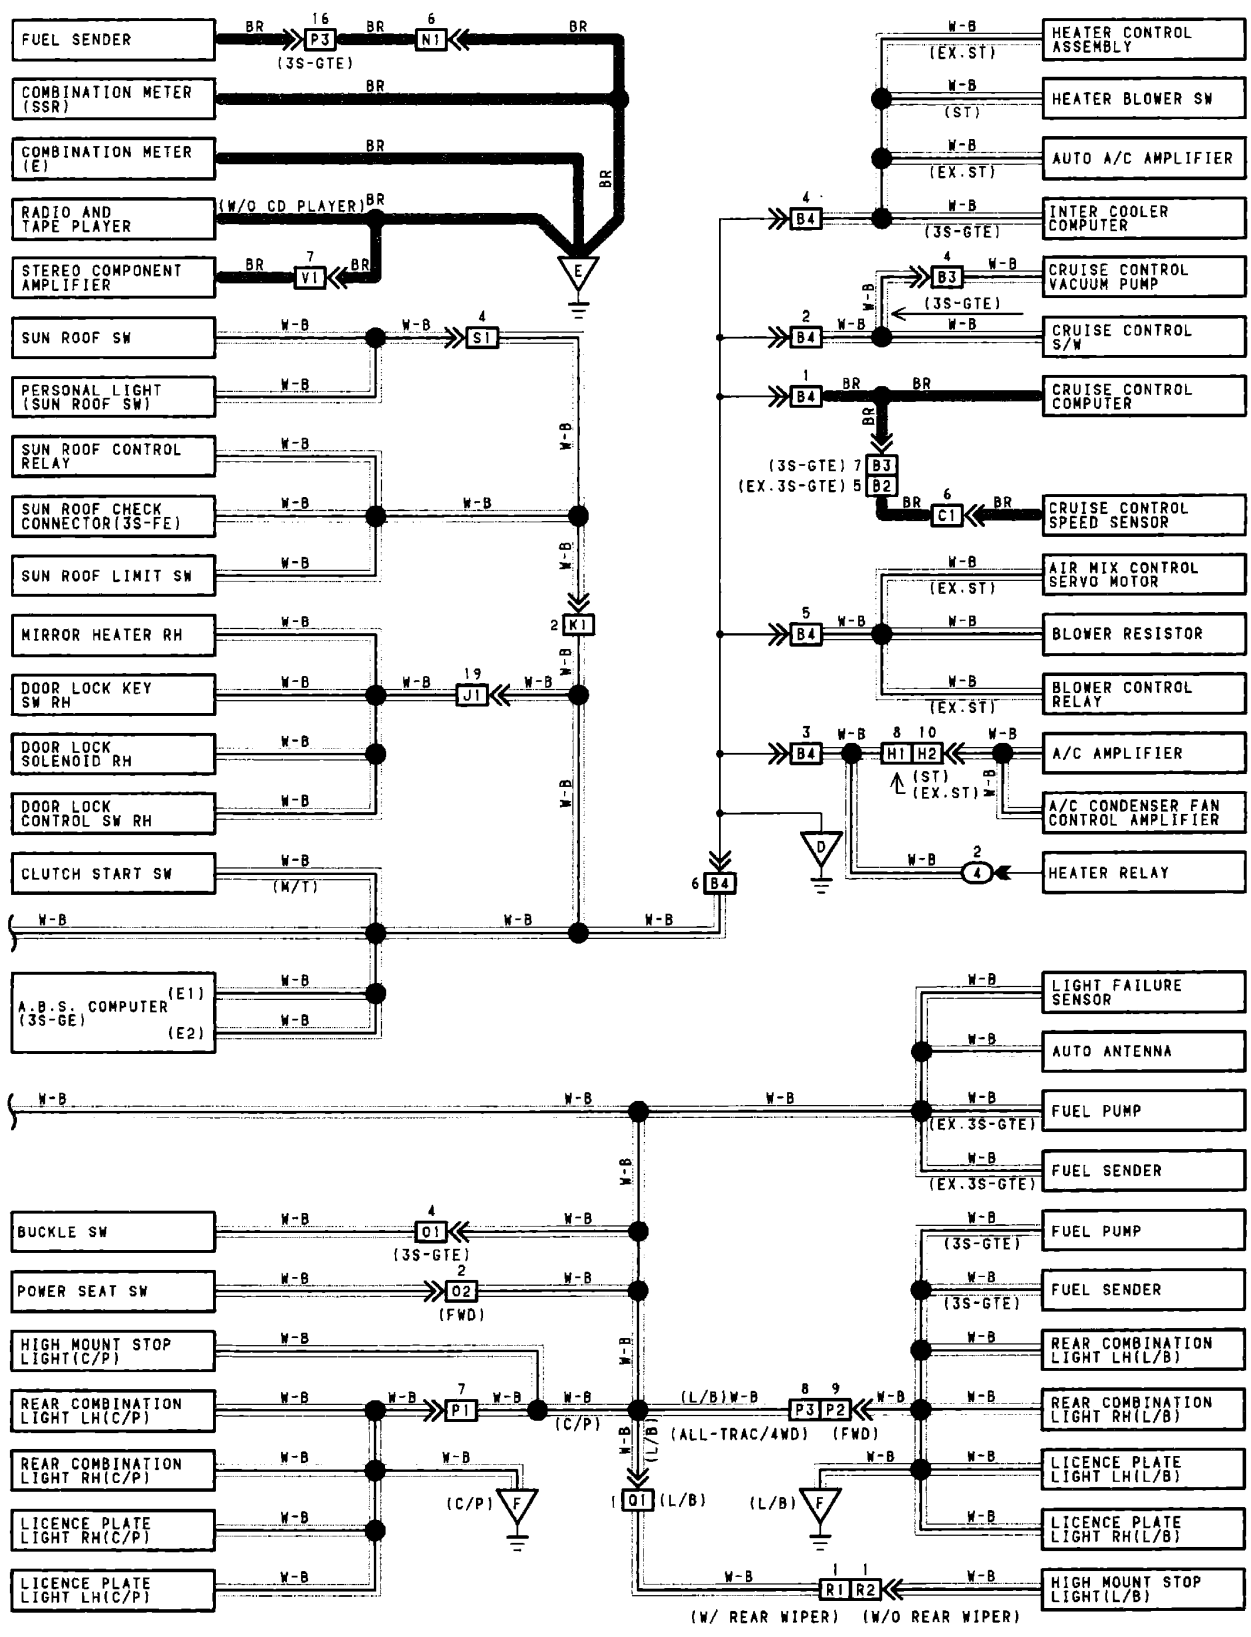 FUEL SENDER
BR
16
P3
BR
6
N1
BR
(3S-GTE)
COMBINATION METER
(SSR)
BR
COMBINATION METER
(E)
BR
BR
RADIO AND
TAPE PLAYER
(W/O CD PLAYER)
BR
STEREO COMPONENT
AMPLIFIER
BR
7
V1
BR
E
SUN ROOF SW
W-B
W-B
4
S1
PERSONAL LIGHT
(SUN ROOF SW)
W-B
W-B
SUN ROOF CONTROL
RELAY
W-B
SUN ROOF CHECK
CONNECTOR(3S-FE)
W-B
W-B
W-B
SUN ROOF LIMIT SW
W-B
2
K1
MIRROR HEATER RH
W-B
W-B
DOOR LOCK KEY
SW RH
W-B
W-B
19
J1
W-B
DOOR LOCK
SOLENOID RH
W-B
W-B
DOOR LOCK
CONTROL SW RH
W-B
CLUTCH START SW
W-B
(M/T)
W-B
W-B
W-B
A.B.S. COMPUTER
(3S-GE)
(E1)
W-B
(E2)
W-B
HEATER CONTROL
ASSEMBLY
W-B
(EX.ST)
HEATER BLOWER SW
W-B
(ST)
AUTO A/C AMPLIFIER
W-B
(EX.ST)
4
B4
W-B
W-B
(3S-GTE)
INTER COOLER
COMPUTER
4
B3
W-B
CRUISE CONTROL
VACUUM PUMP
W-B
(3S-GTE)
2
B4
W-B
W-B
CRUISE CONTROL
S/W
1
B4
BR
BR
CRUISE CONTROL
COMPUTER
BR
(3S-GTE) 7 B3
(EX.3S-GTE) 5 B2
BR
6
C1
BR
CRUISE CONTROL
SPEED SENSOR
W-B
(EX.ST)
AIR MIX CONTROL
SERVO MOTOR
5
B4
W-B
W-B
BLOWER RESISTOR
W-B
(EX.ST)
BLOWER CONTROL
RELAY
3
B4
W-B
8
H1
10
H2
W-B
A/C AMPLIFIER
(ST)
(EX.ST)
W-B
A/C CONDENSER FAN
CONTROL AMPLIFIER
D
6 B4
W-B
2
4
HEATER RELAY
LIGHT FAILURE
SENSOR
W-B
AUTO ANTENNA
W-B
W-B
W-B
W-B
W-B
(EX.3S-GTE)
FUEL PUMP
W-B
W-B
(EX.3S-GTE)
FUEL SENDER
BUCKLE SW
W-B
4
O1
W-B
(3S-GTE)
W-B
(3S-GTE)
FUEL PUMP
POWER SEAT SW
W-B
2
O2
W-B
(FWD)
W-B
(3S-GTE)
FUEL SENDER
HIGH MOUNT STOP
LIGHT(C/P)
W-B
W-B
W-B
REAR COMBINATION
LIGHT LH(L/B)
REAR COMBINATION
LIGHT LH(C/P)
W-B
W-B
7
P1
W-B
W-B
(C/P)
(L/B)W-B
8
P3
9
P2
W-B
W-B
REAR COMBINATION
LIGHT RH(L/B)
(ALL-TRAC/4WD)
(FWD)
W-B
(L/B)
REAR COMBINATION
LIGHT RH(C/P)
W-B
W-B
W-B
W-B
LICENCE PLATE
LIGHT LH(L/B)
(C/P)
F
1 Q1 (L/B)
(L/B)
F
LICENCE PLATE
LIGHT RH(C/P)
W-B
W-B
LICENCE PLATE
LIGHT RH(L/B)
LICENCE PLATE
LIGHT LH(C/P)
W-B
W-B
1
R1
1
R2
W-B
HIGH MOUNT STOP
LIGHT(L/B)
(W/ REAR WIPER)
(W/O REAR WIPER)